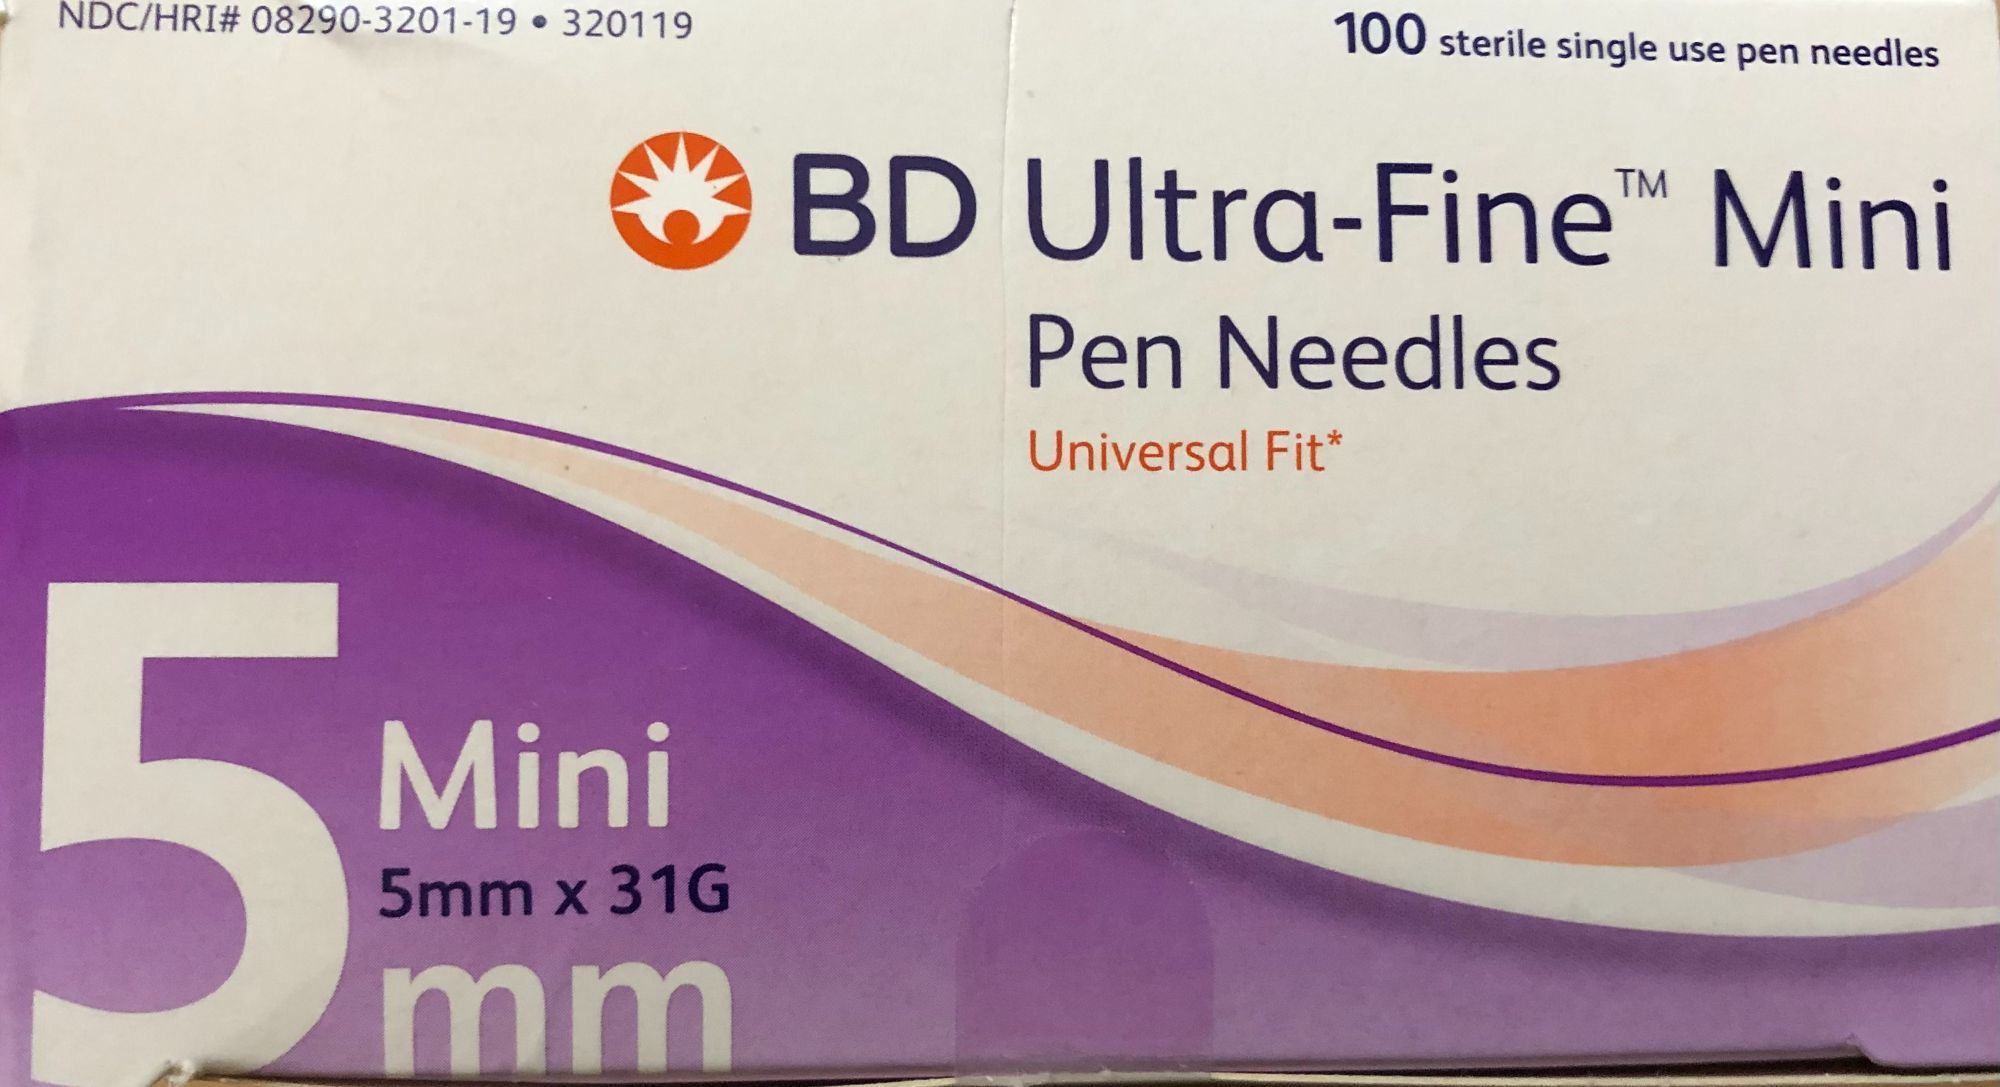 NDC/HRI# 08290-3201-19 • 320119
100 sterile single use pen needles
BD Ultra-Fine™ Mini
Pen Needles
Universal Fit*
5 mm
Mini
5mm x 31G